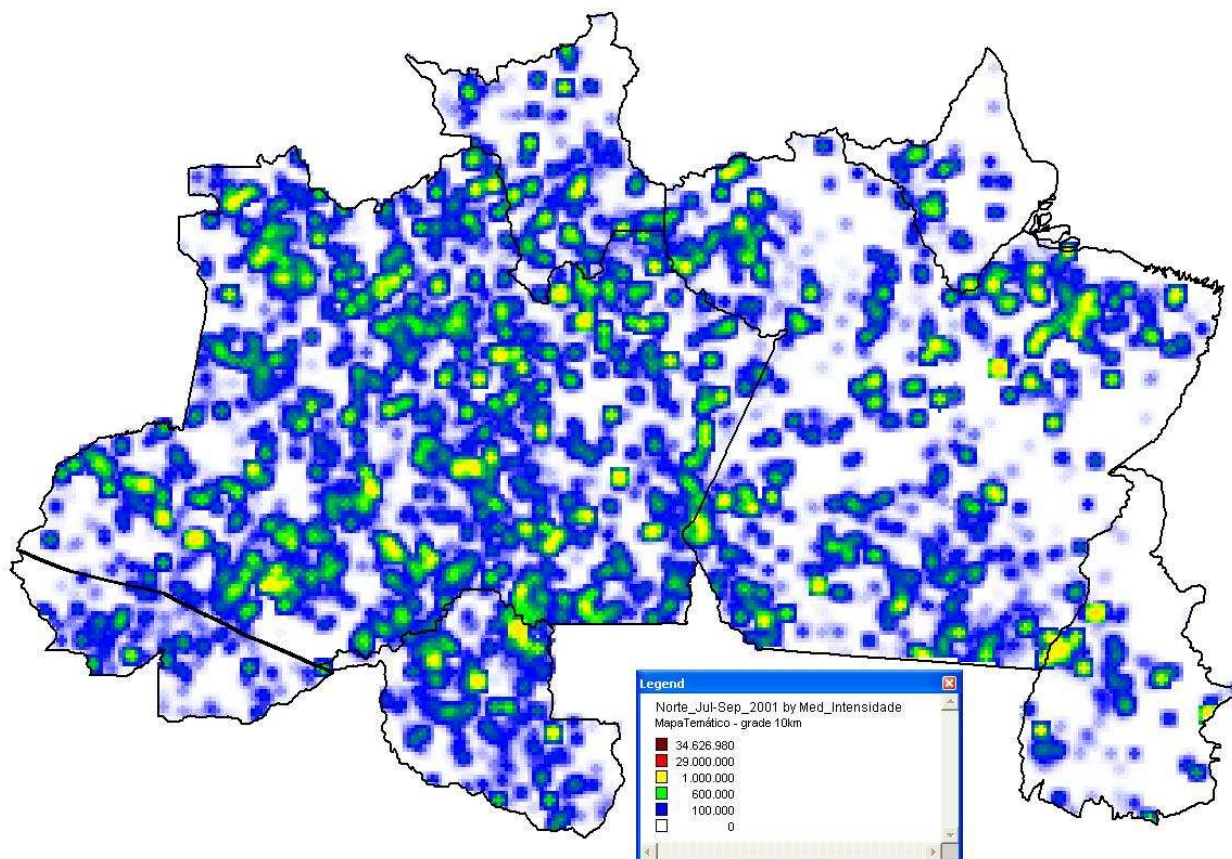 Legend
Norte_Jul-Sep_2001 by Med_Intensidade
MapaTemático - grade 10km
34.626.980
29.000.000
1.000.000
600.000
100.000
0